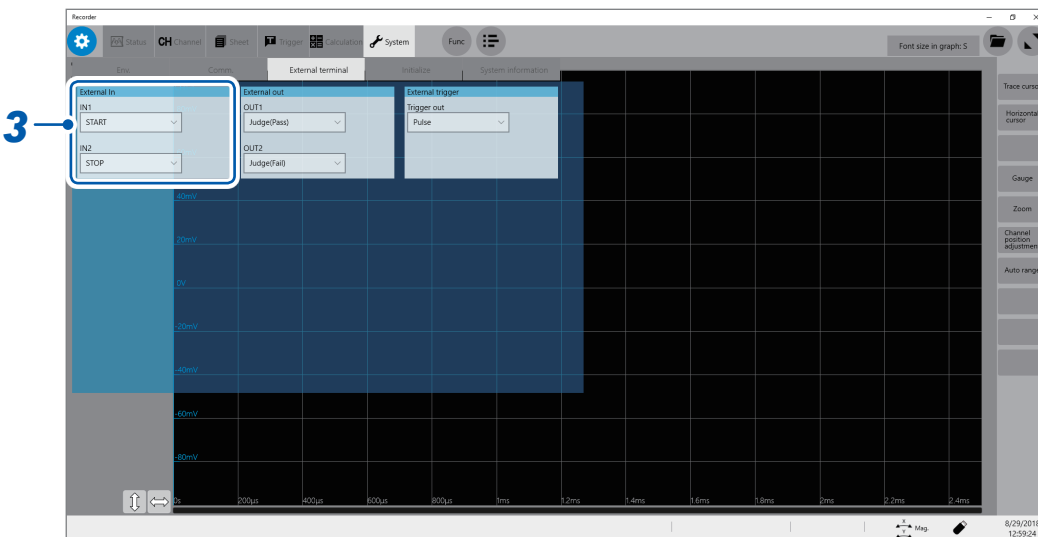 Recorder
Status CH Channel Sheet Trigger Calculation System Func
Font size in graph: S
Env. Comm. External terminal Initialize System information
External In
IN1
START
IN2
STOP
External out
OUT1
Judge(Pass)
OUT2
Judge(Fail)
External trigger
Trigger out
Pulse
3
Trace curso
Horizonta
cursor
Gauge
Zoom
Channel
position
adjustmen
Auto range
40mV
20mV
0V
-20mV
-40mV
-60mV
-80mV
0s 200µs 400µs 600µs 800µs 1ms 1.2ms 1.4ms 1.6ms 1.8ms 2ms 2.2ms 2.4ms
X
Y
Mag.
8/29/2018
12:59:24